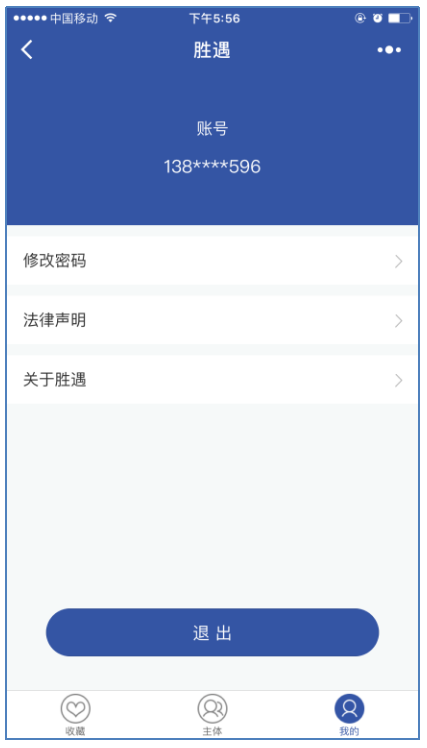 中国移动
下午5:56
胜遇
账号
138****596
修改密码
法律声明
关于胜遇
退出
收藏
主体
我的